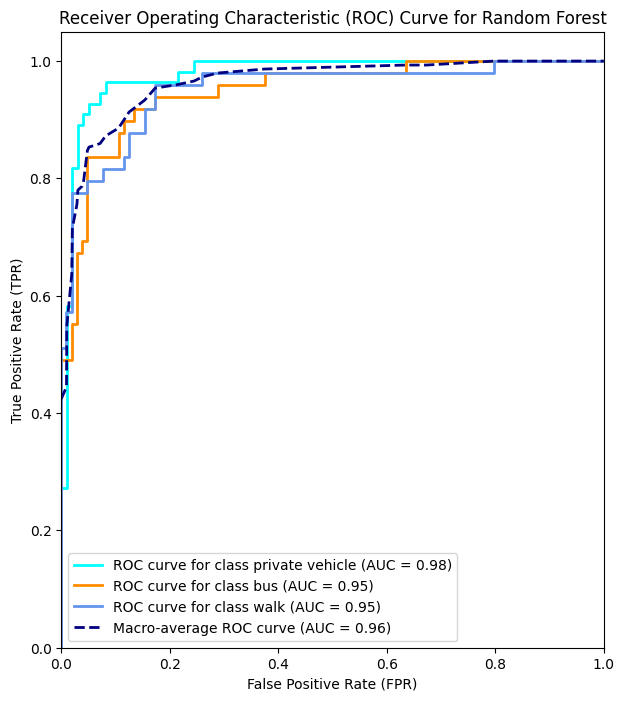 Receiver Operating Characteristic (ROC) Curve for Random Forest
True Positive Rate (TPR)
1.0
0.8
0.6
0.4
0.2
0.0
ROC curve for class private vehicle (AUC = 0.98)
ROC curve for class bus (AUC = 0.95)
ROC curve for class walk (AUC = 0.95)
Macro-average ROC curve (AUC = 0.96)
0.0 0.2 0.4 0.6 0.8 1.0
False Positive Rate (FPR)